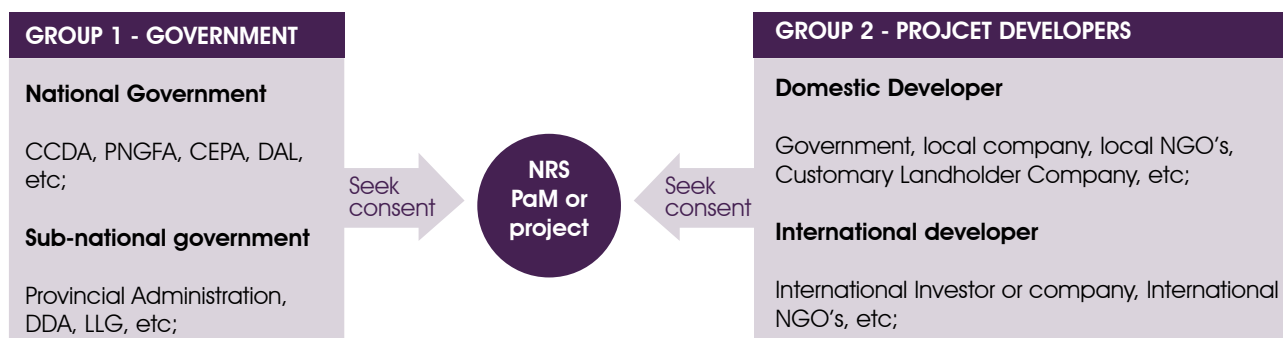 GROUP 1 - GOVERNMENT
National Government
CCDA, PNGFA, CEPA, DAL,
etc;
Sub-national government
Provincial Administration,
DDA, LLG, etc;
Seek
consent
NRS
PaM or
project
Seek
consent
GROUP 2 - PROJCET DEVELOPERS
Domestic Developer
Government, local company, local NGO's,
Customary Landholder Company, etc;
International developer
International Investor or company, International
NGO's, etc;